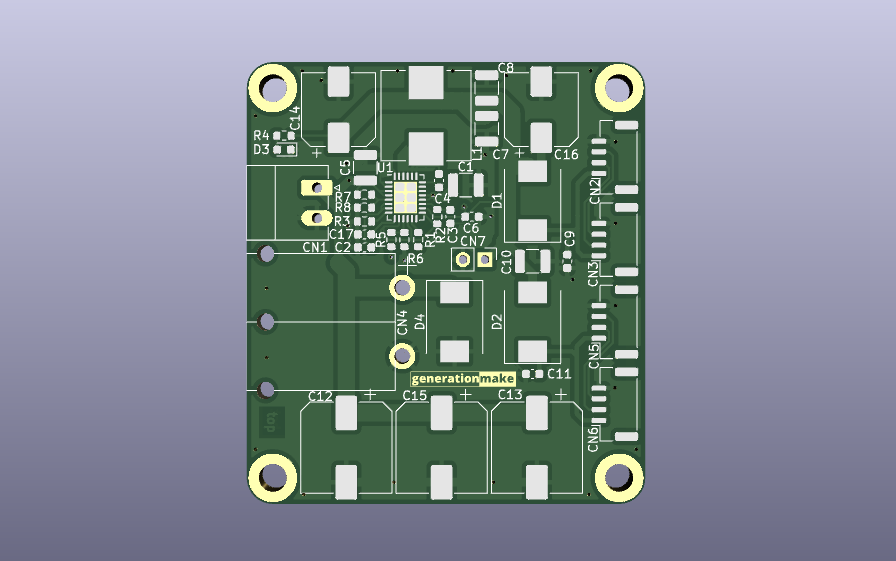 C8
C14
R4
D3
C16
C7
L1
C5
U1
C1
CN2
R7
R8
R3
C17
C2
C4
D1
R5
R2
C3
R1
C6
CN1
CN7
C9
R6
C10
CN3
CN4
D4
D2
CN5
generationmake
C11
C12
C15
C13
top
CN6